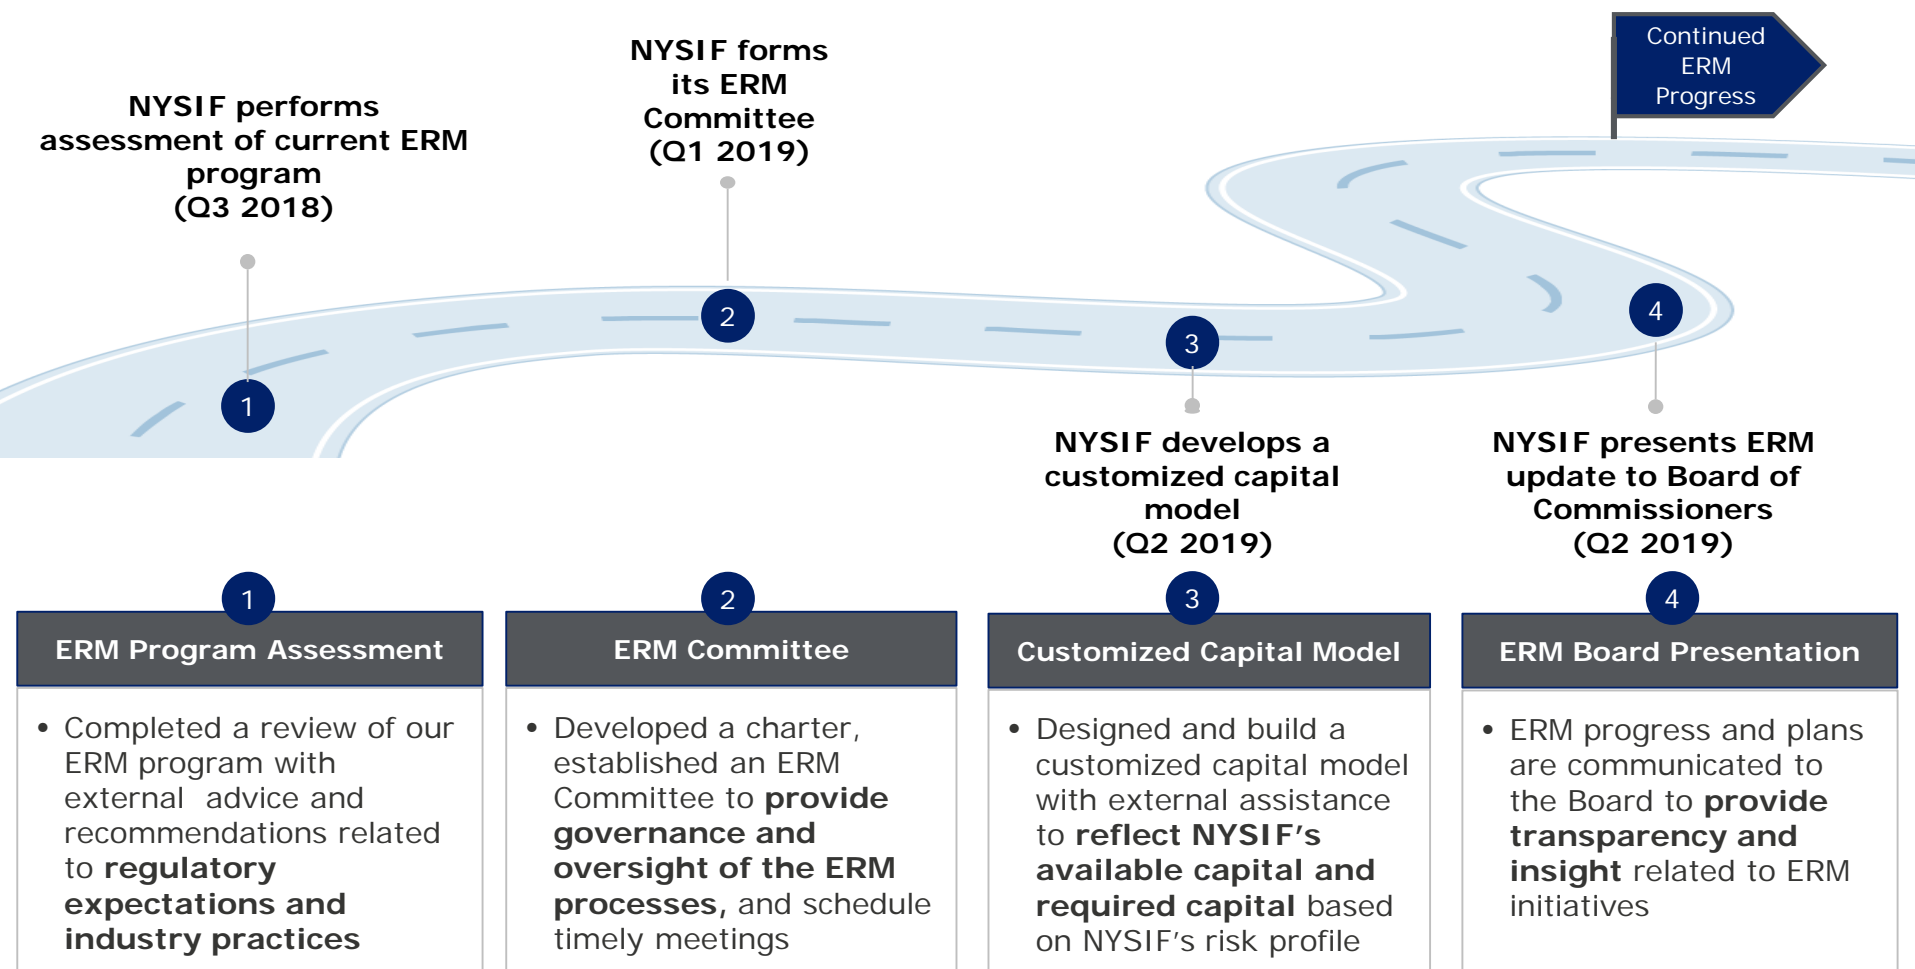 Continued
ERM
Progress
NYSIF performs
assessment of current ERM
program
(Q3 2018)
NYSIF forms
its ERM
Committee
(Q1 2019)
1
2
3
4
NYSIF develops a
customized capital
model
(Q2 2019)
NYSIF presents ERM
update to Board of
Commissioners
(Q2 2019)
1
ERM Program Assessment
• Completed a review of our
ERM program with
external advice and
recommendations related
to regulatory
expectations and
industry practices
2
ERM Committee
• Developed a charter,
established an ERM
Committee to provide
governance and
oversight of the ERM
processes, and schedule
timely meetings
3
Customized Capital Model
• Designed and build a
customized capital model
with external assistance
to reflect NYSIF's
available capital and
required capital based
on NYSIF's risk profile
4
ERM Board Presentation
• ERM progress and plans
are communicated to
the Board to provide
transparency and
insight related to ERM
initiatives